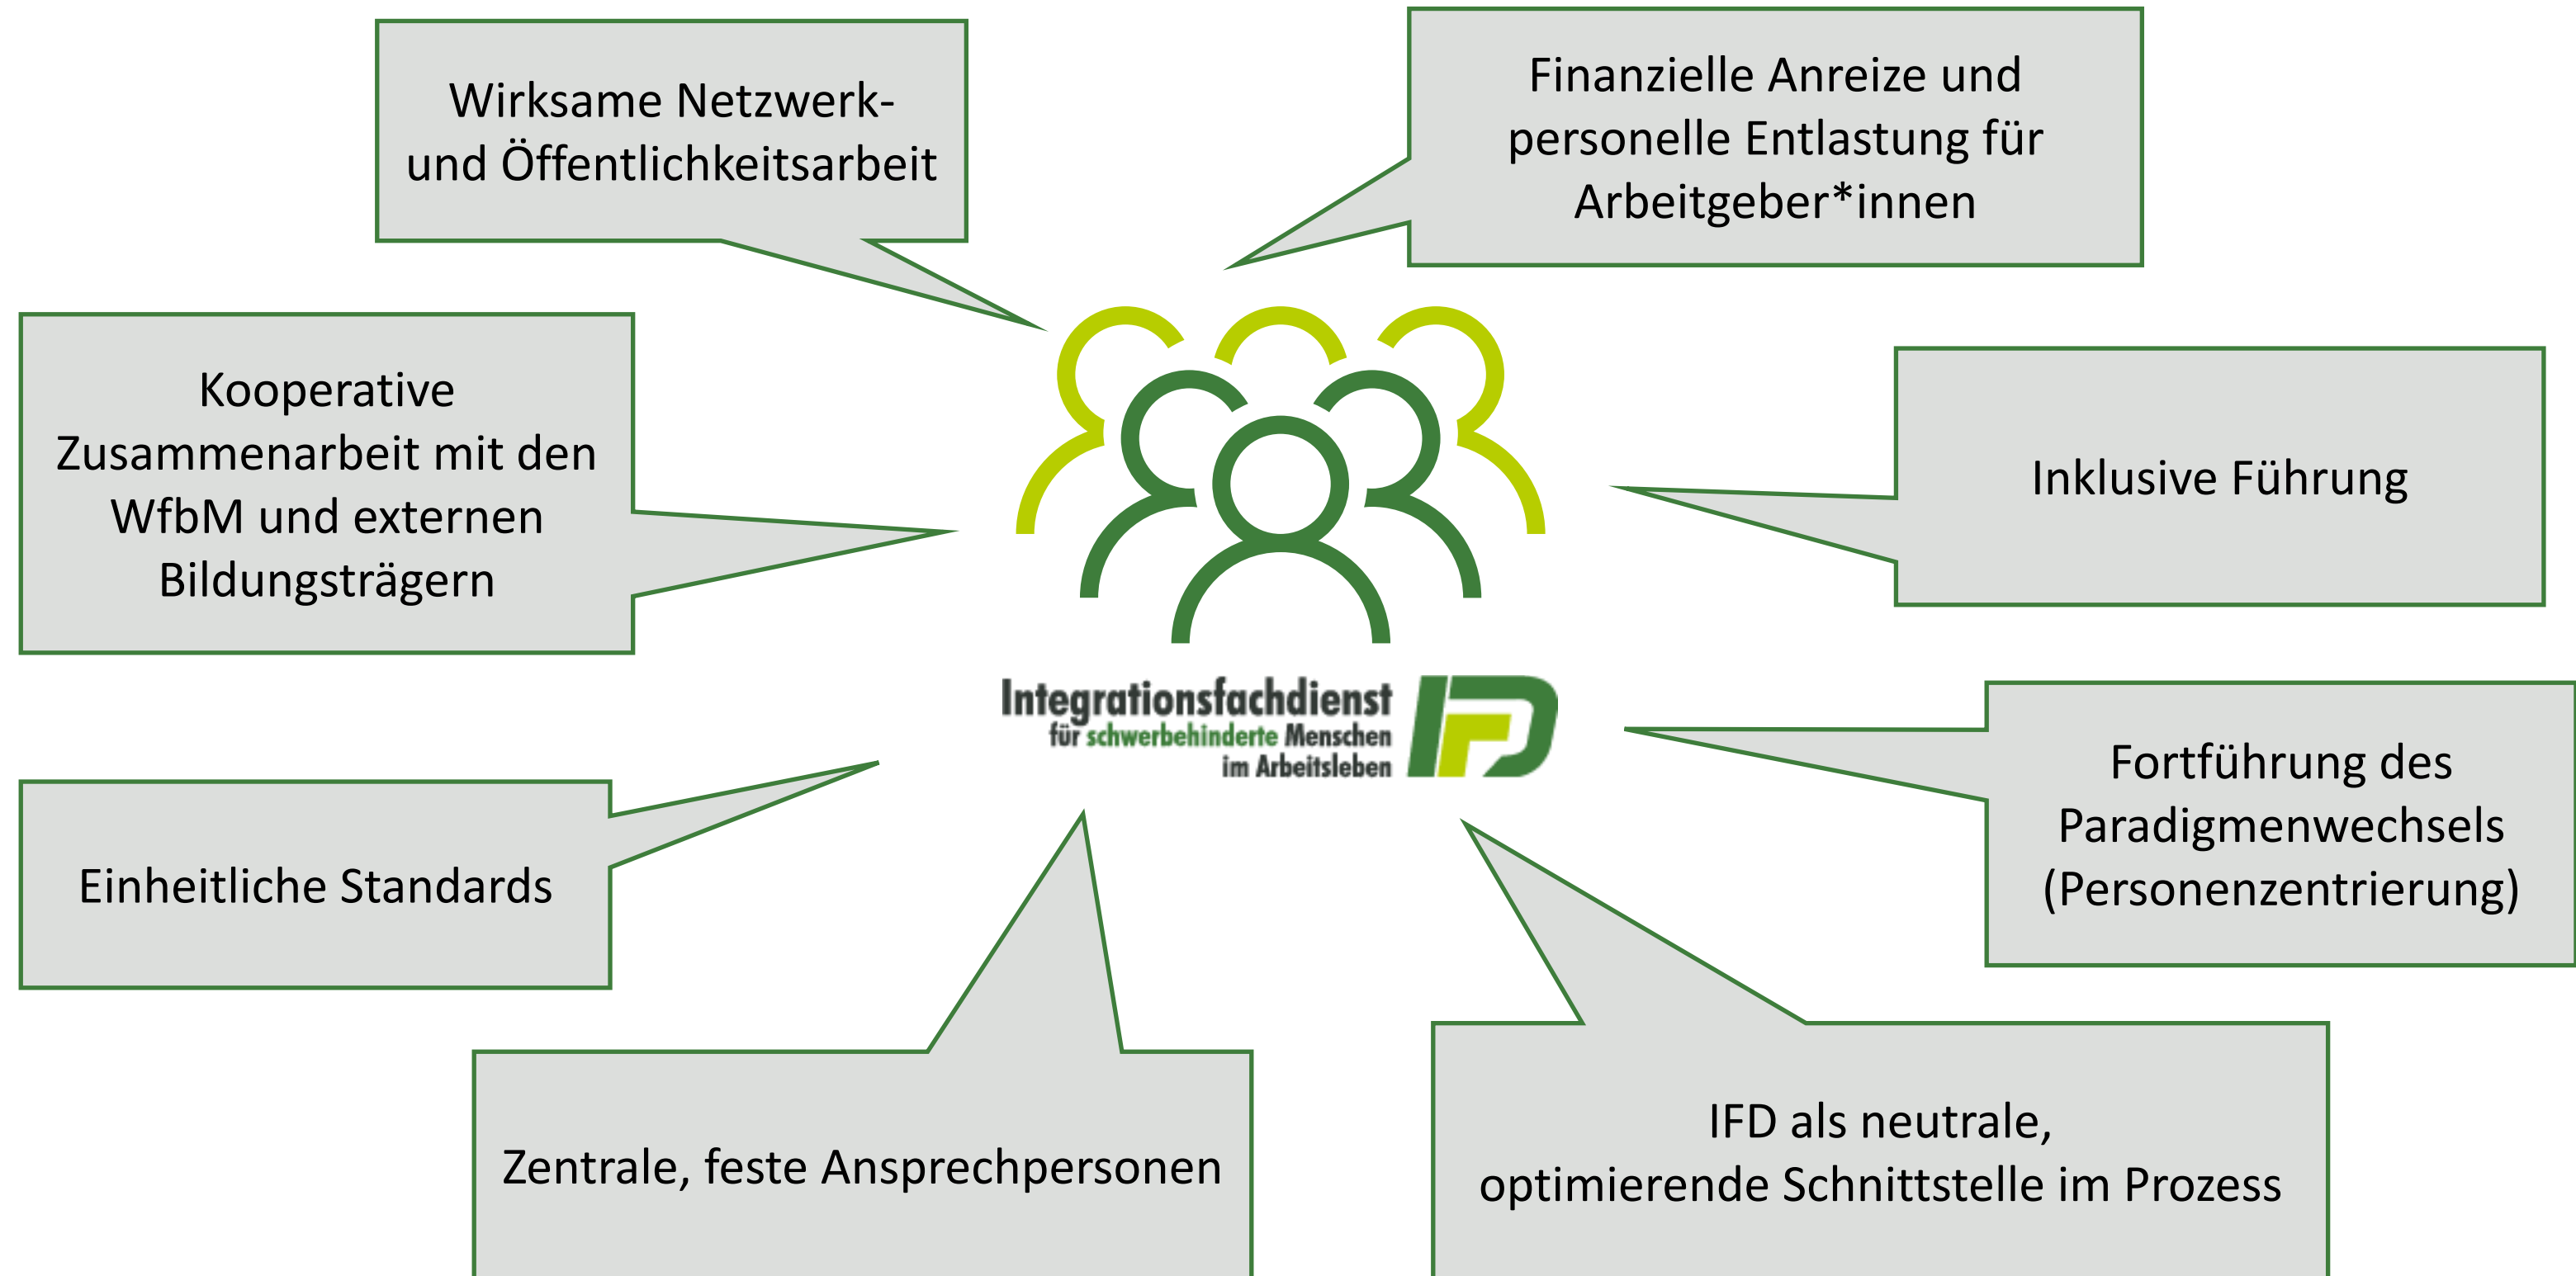 Wirksame Netzwerk-
und Öffentlichkeitsarbeit
Finanzielle Anreize und
personelle Entlastung für
Arbeitgeber*innen
Kooperative
Zusammenarbeit mit den
WfbM und externen
Bildungsträgern
Inklusive Führung
Integrationsfachdienst
für schwerbehinderte Menschen
im Arbeitsleben
IFD
Fortführung des
Paradigmenwechsels
(Personenzentrierung)
Einheitliche Standards
Zentrale, feste Ansprechpersonen
IFD als neutrale,
optimierende Schnittstelle im Prozess